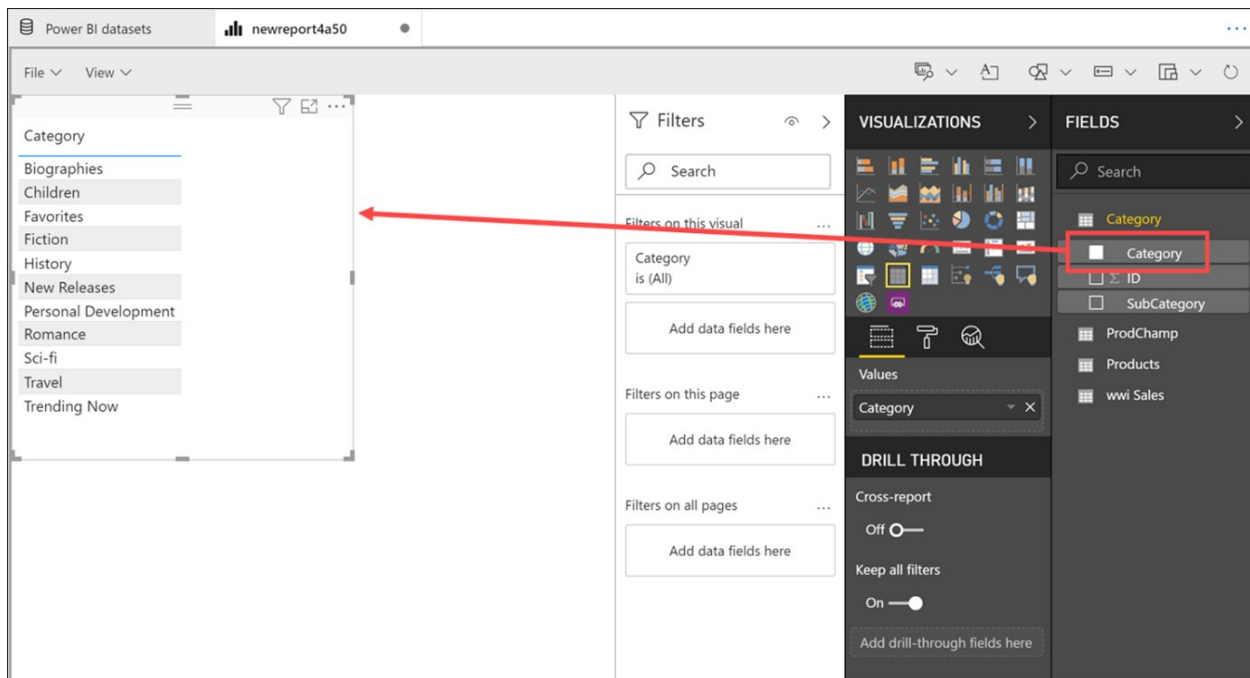 Power BI datasets
newreport4a50
File
View
Category
Biographies
Children
Favorites
Fiction
History
New Releases
Personal Development
Romance
Sci-fi
Travel
Trending Now
Filters
Search
Filters on this visual
Category
is (All)
Add data fields here
Filters on this page
Add data fields here
Filters on all pages
Add data fields here
VISUALIZATIONS
Values
Category
DRILL THROUGH
Cross-report
Off
Keep all filters
On
Add drill-through fields here
FIELDS
Search
Category
Category
Σ ID
SubCategory
ProdChamp
Products
wwi Sales